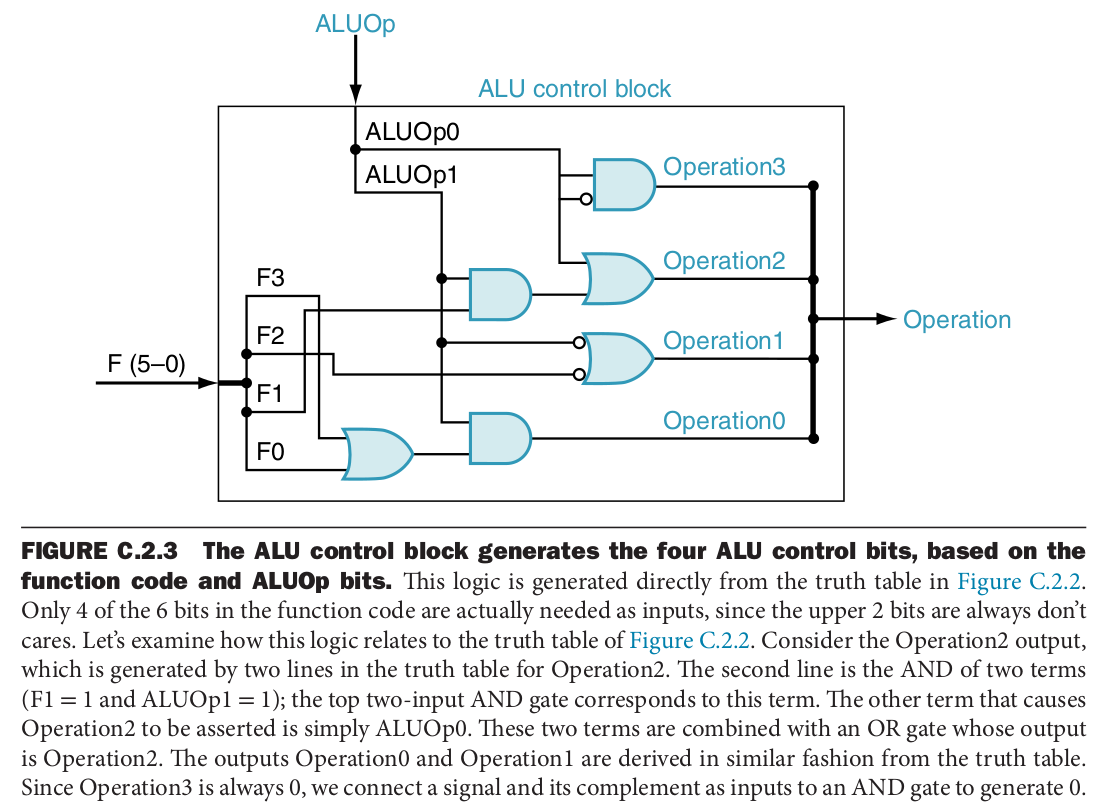 ALUOp
ALU control block
ALUOp0
ALUOp1
Operation3
Operation2
F3
F2
Operation
Operation1
F (5–0)
F1
Operation0
F0
FIGURE C.2.3 The ALU control block generates the four ALU control bits, based on the
function code and ALUOp bits. This logic is generated directly from the truth table in Figure C.2.2.
Only 4 of the 6 bits in the function code are actually needed as inputs, since the upper 2 bits are always don’t
cares. Let’s examine how this logic relates to the truth table of Figure C.2.2. Consider the Operation2 output,
which is generated by two lines in the truth table for Operation2. The second line is the AND of two terms
(F1 = 1 and ALUOp1 = 1); the top two-input AND gate corresponds to this term. The other term that causes
Operation2 to be asserted is simply ALUOp0. These two terms are combined with an OR gate whose output
is Operation2. The outputs Operation0 and Operation1 are derived in similar fashion from the truth table.
Since Operation3 is always 0, we connect a signal and its complement as inputs to an AND gate to generate 0.